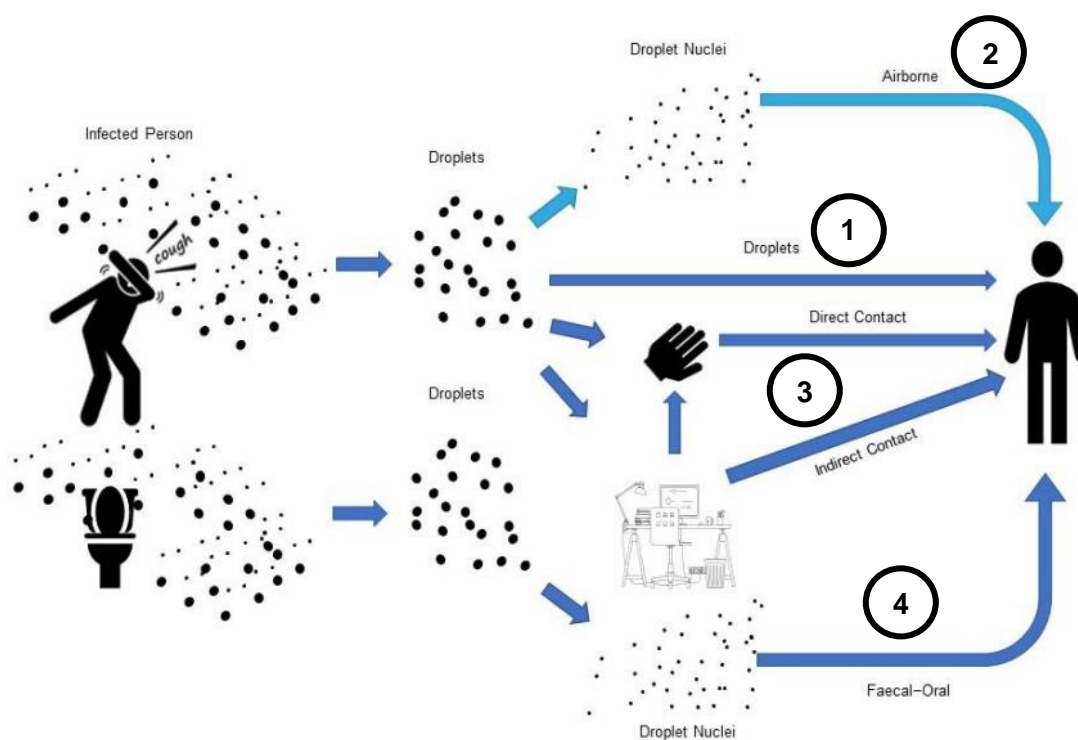 Droplet Nuclei
2
Airborne
Infected Person
Droplets
cough
1
Droplets
Direct Contact
3
Droplets
Indirect Contact
4
Faecal-Oral
Droplet Nuclei